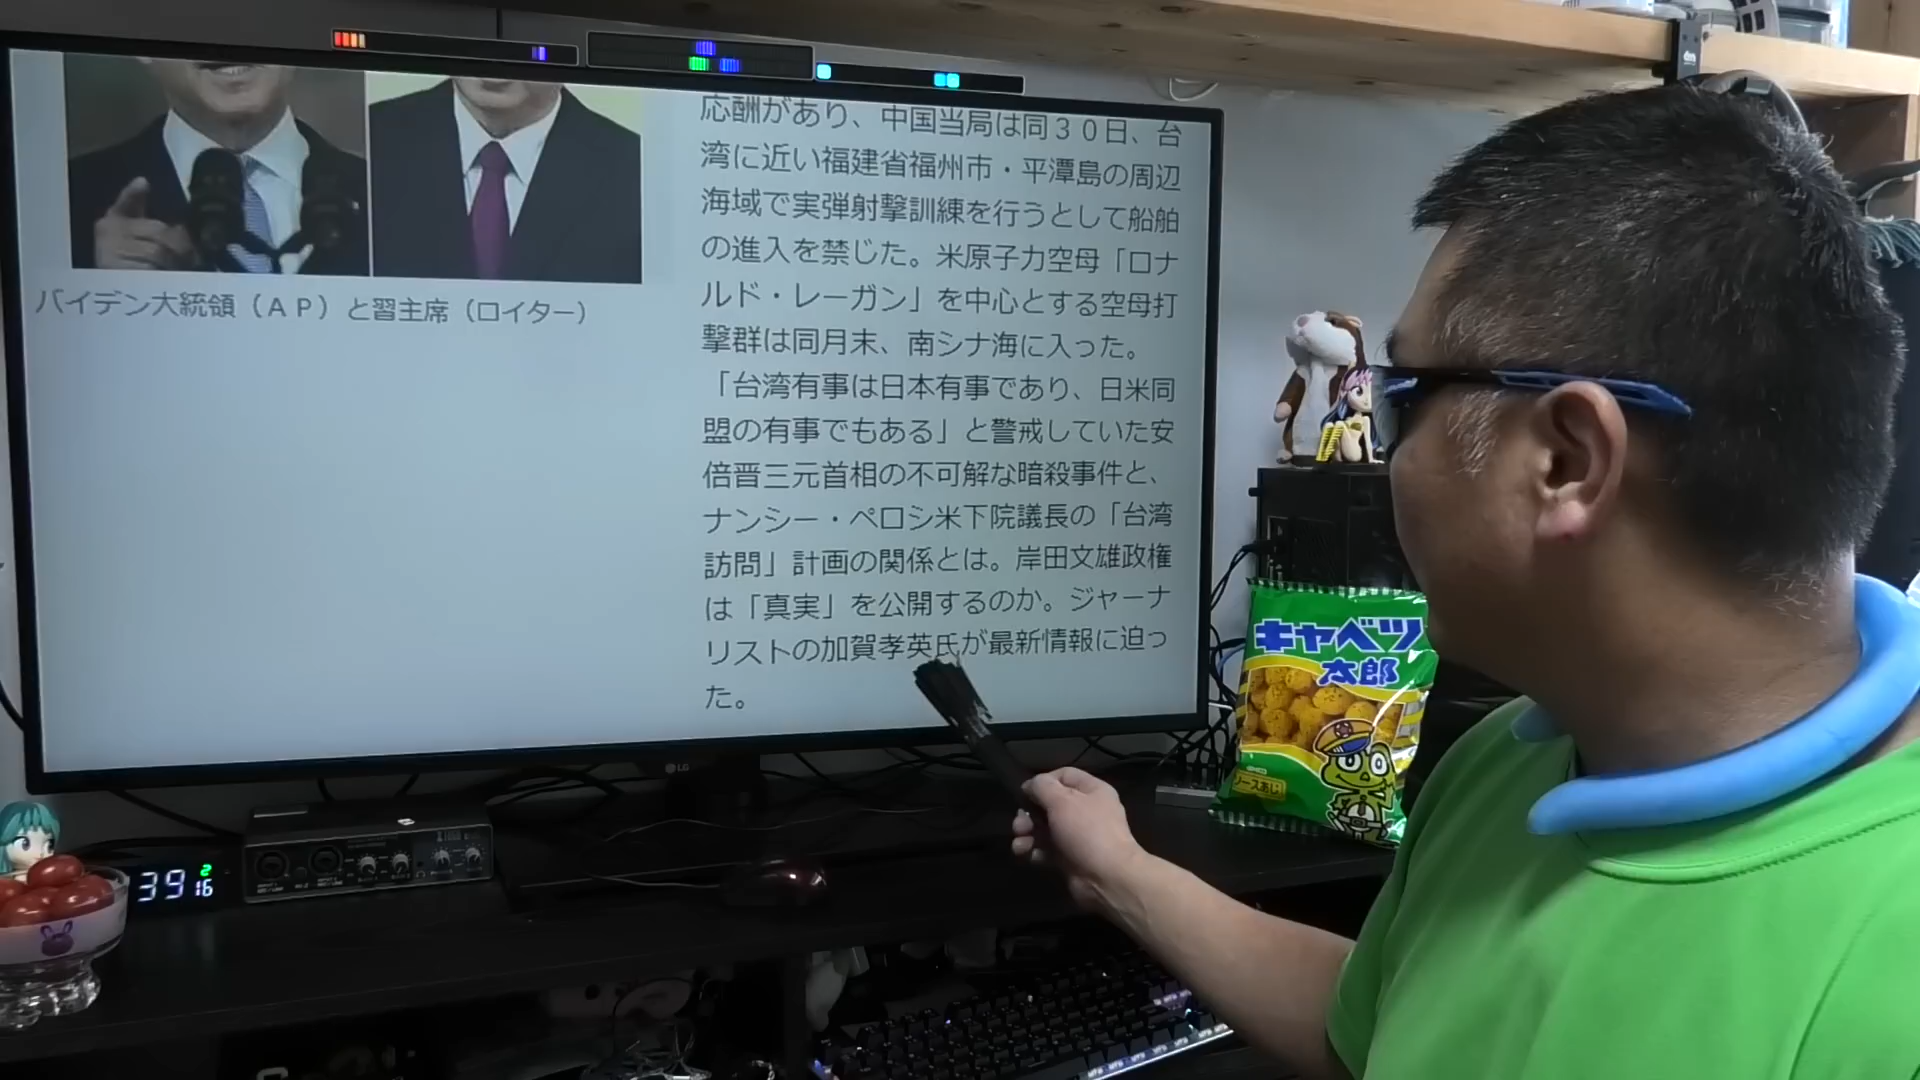 応酬があり、中国当局は同３０日、台
湾に近い福建省福州市・平潭島の周辺
海域で実弾射撃訓練を行うとして船舶
の進入を禁じた。米原子力空母「ロナ
ルド・レーガン」を中心とする空母打
撃群は同月末、南シナ海に入った。
「台湾有事は日本有事であり、日米同
盟の有事でもある」と警戒していた安
倍晋三元首相の不可解な暗殺事件と、
ナンシー・ペロシ米下院議長の「台湾
訪問」計画の関係とは。岸田文雄政権
は「真実」を公開するのか。ジャーナ
リストの加賀孝英氏が最新情報に迫っ
た。
バイデン大統領（ＡＰ）と習主席（ロイター）
LG
キャベツ
太郎
ソースあじ
39
2
16